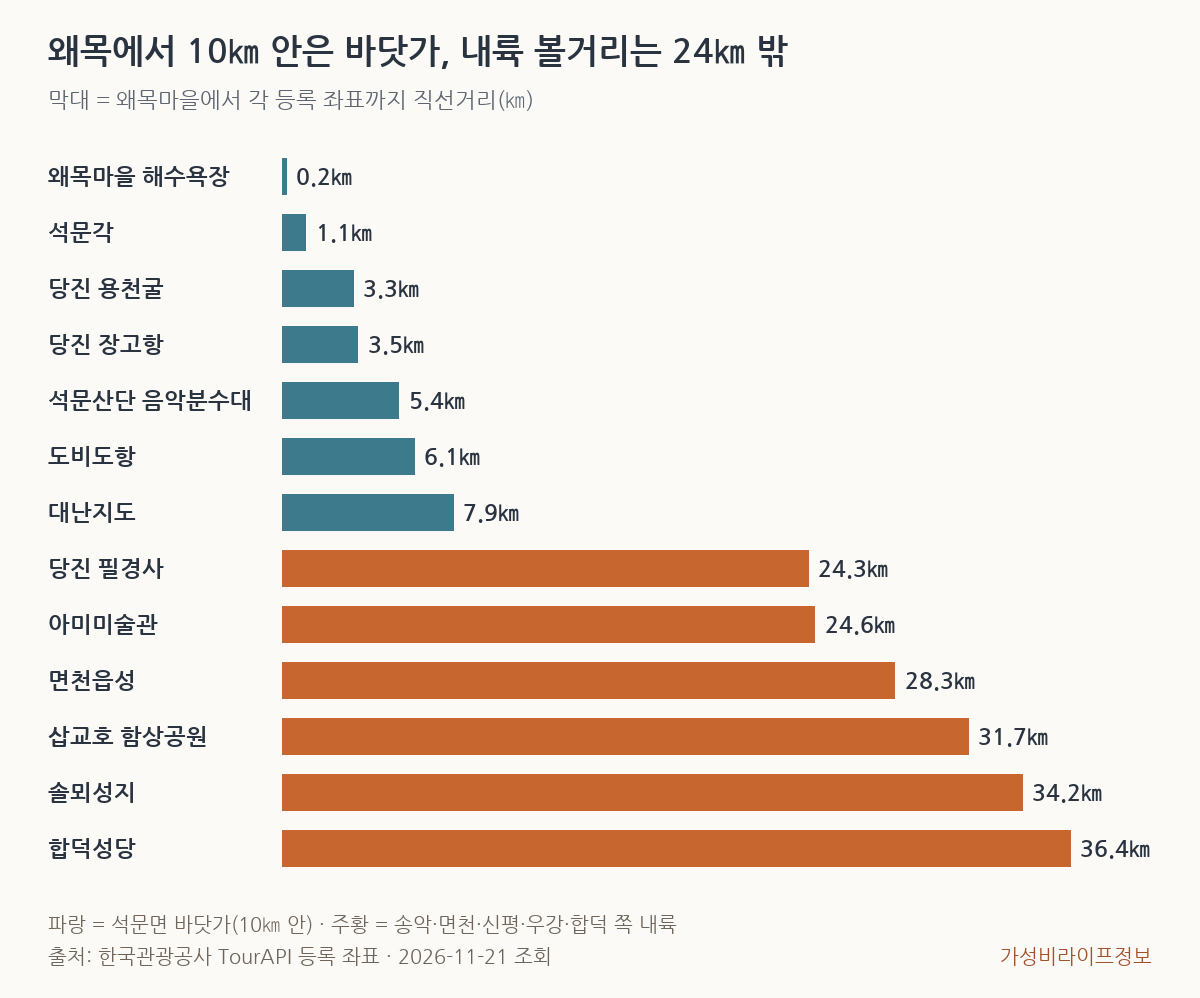 왜목에서 10㎞ 안은 바닷가, 내륙 볼거리는 24㎞ 밖
막대 = 왜목마을에서 각 등록 좌표까지 직선거리(㎞)
왜목마을 해수욕장 0.2㎞
석문각 1.1㎞
당진 용천굴 3.3㎞
당진 장고항 3.5㎞
석문산단 음악분수대 5.4㎞
도비도항 6.1㎞
대난지도 7.9㎞
당진 필경사 24.3㎞
아미미술관 24.6㎞
면천읍성 28.3㎞
삽교호 함상공원 31.7㎞
솔뫼성지 34.2㎞
합덕성당 36.4㎞
파랑 = 석문면 바닷가(10㎞ 안) · 주황 = 송악·면천·신평·우강·합덕 쪽 내륙
출처: 한국관광공사 TourAPI 등록 좌표 · 2026-11-21 조회
가성비라이프정보